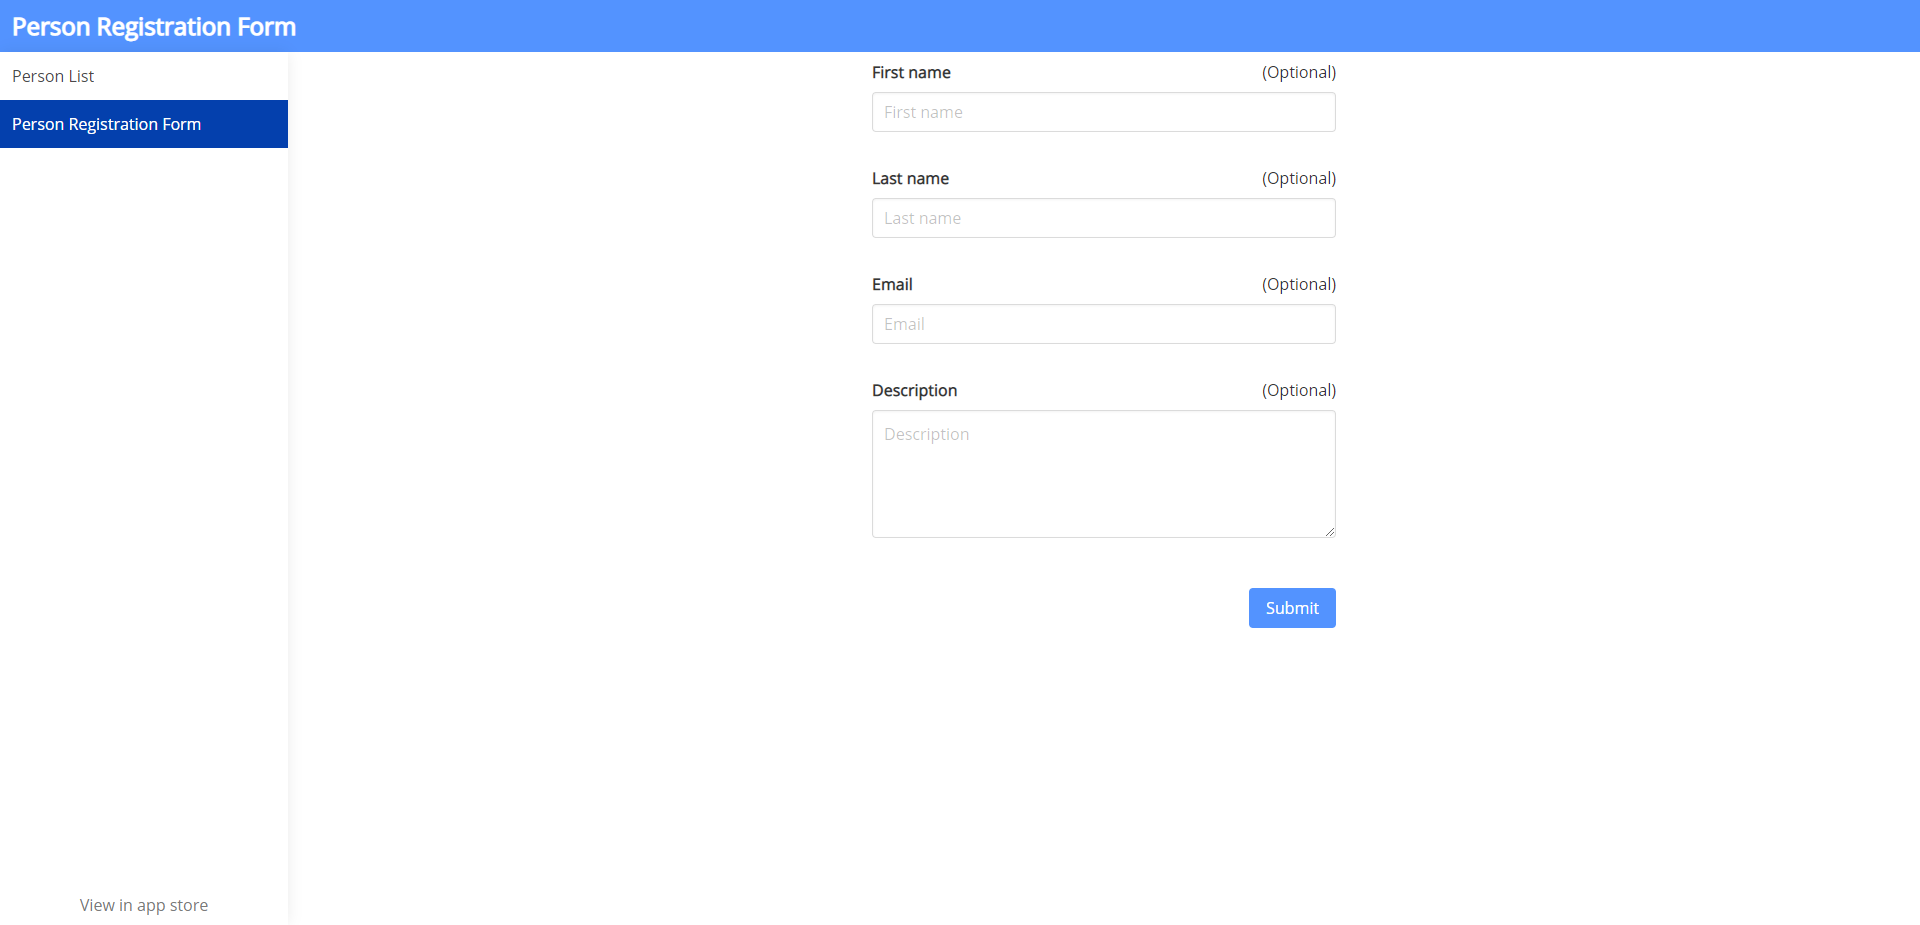 Person Registration Form
Person List
Person Registration Form
View in app store
First name (Optional)
First name
Last name (Optional)
Last name
Email (Optional)
Email
Description (Optional)
Description
Submit